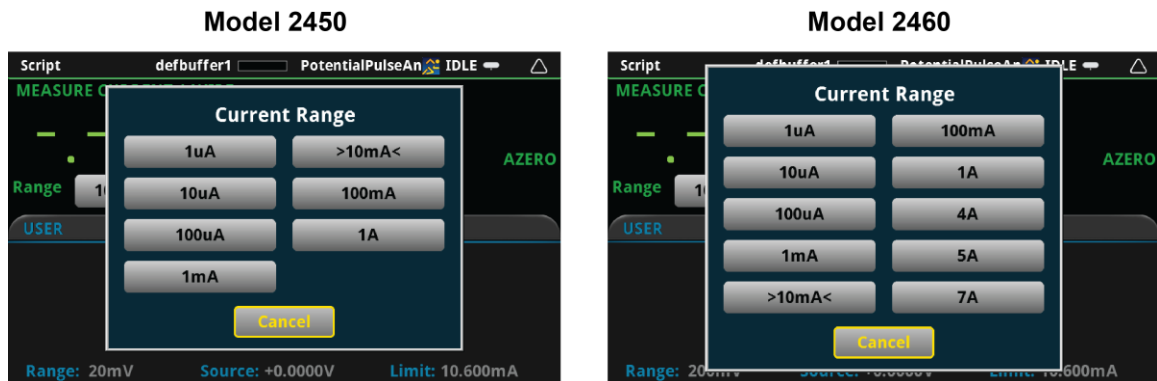 Model 2450
Script defbuffer1 PotentialPulseAn IDLE
Current Range
1uA >10mA<
AZERO
10uA 100mA
Range
USER
100uA 1A
1mA
Cancel
Range: 20mV Source: +0.0000V Limit: 10.600mA
Model 2460
Script IDLE
MEASURE
Current Range
1uA 100mA
10uA 1A
AZERO
Range
100uA 4A
USER
1mA 5A
>10mA< 7A
Cancel
Range: